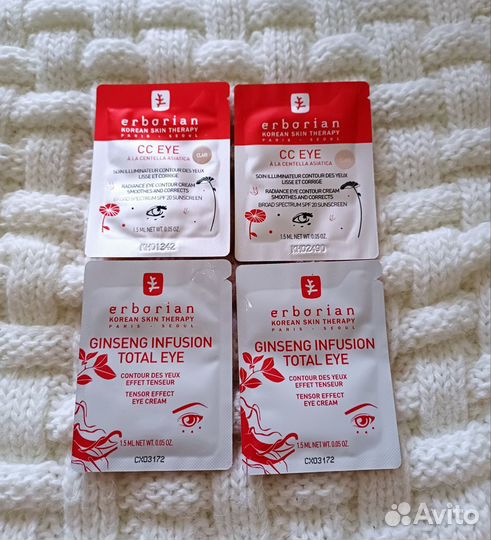 erborian
KOREAN SKIN THERAPY
PARIS - SEOUL
CC EYE
À LA CENTELLA ASIATICA
CLAIR
SOIN ILLUMINATEUR CONTOUR DES YEUX
LISSE ET CORRIGE
RADIANCE EYE CONTOUR CREAM
SMOOTHES AND CORRECTS
BROAD SPECTRUM SPF 20 SUNSCREEN
1.5 ML NET WT. 0.05 OZ.
KH01242
erborian
KOREAN SKIN THERAPY
PARIS - SEOUL
CC EYE
À LA CENTELLA ASIATICA
SOIN ILLUMINATEUR CONTOUR DES YEUX
LISSE ET CORRIGE
RADIANCE EYE CONTOUR CREAM
SMOOTHES AND CORRECTS
BROAD SPECTRUM SPF 20 SUNSCREEN
1.5 ML NET WT. 0.05 OZ.
KH02490
erborian
KOREAN SKIN THERAPY
PARIS - SEOUL
GINSENG INFUSION
TOTAL EYE
CONTOUR DES YEUX
EFFET TENSEUR
TENSOR EFFECT
EYE CREAM
1.5 ML NET WT. 0.05 OZ.
CX03172
erborian
KOREAN SKIN THERAPY
PARIS - SEOUL
GINSENG INFUSION
TOTAL EYE
CONTOUR DES YEUX
EFFET TENSEUR
TENSOR EFFECT
EYE CREAM
1.5 ML NET WT. 0.05 OZ.
CX03172
Avito